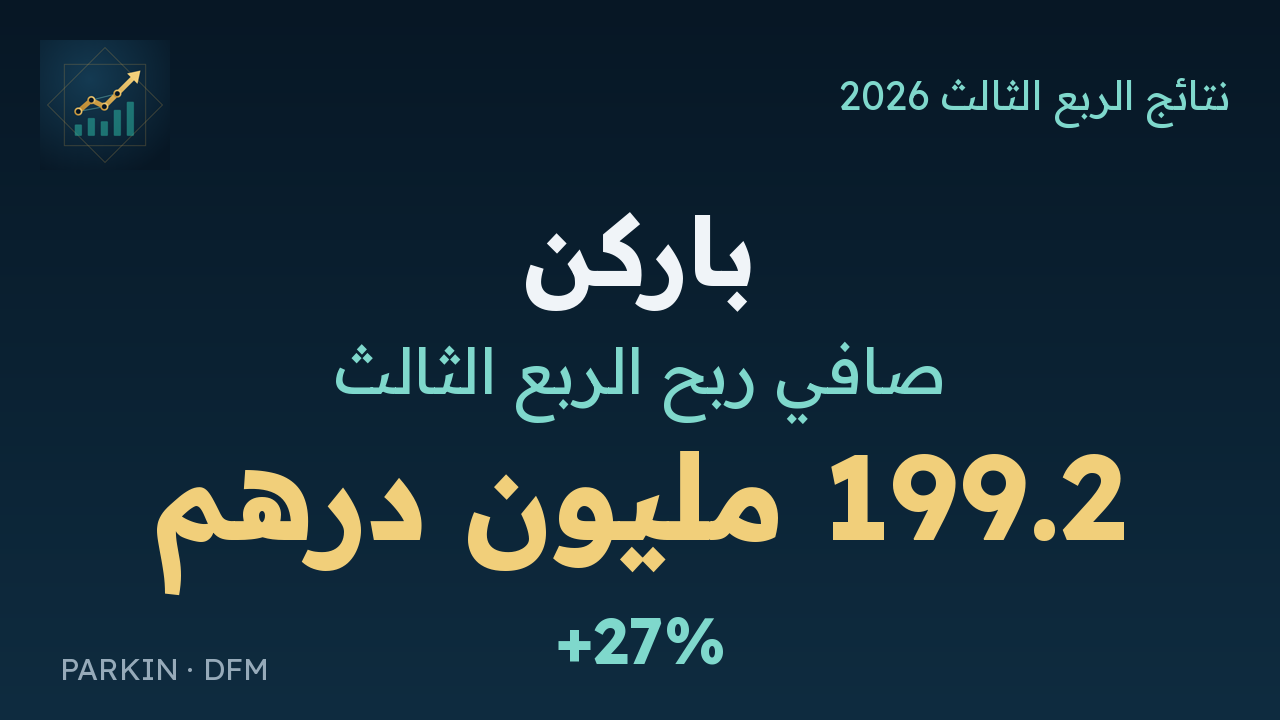 نتائج الربع الثالث 2026
باركن
صافي ربح الربع الثالث
199.2 مليون درهم
+27%
PARKIN · DFM